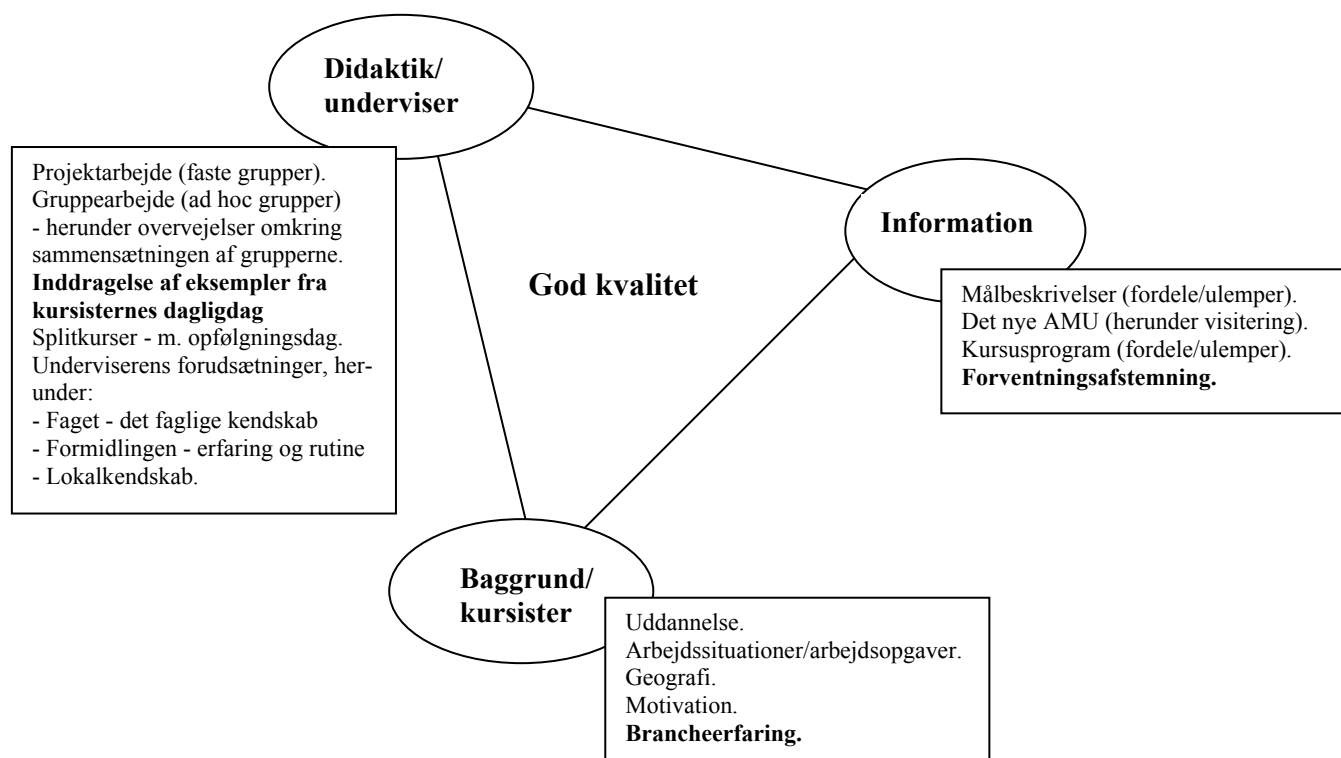 Didaktik/
underviser
Projektarbejde (faste grupper).
Gruppearbejde (ad hoc grupper)
- herunder overvejelser omkring
sammensætningen af grupperne.
Inddragelse af eksempler fra
kursisternes dagligdag
Splitkurser - m. opfølgningsdag.
Underviserens forudsætninger, her-
under:
- Faget - det faglige kendskab
- Formidlingen - erfaring og rutine
- Lokalkendskab.
God kvalitet
Information
Målbeskrivelser (fordele/ulemper).
Det nye AMU (herunder visitering).
Kursusprogram (fordele/ulemper).
Forventningsafstemning.
Baggrund/
kursister
Uddannelse.
Arbejdssituationer/arbejdsopgaver.
Geografi.
Motivation.
Brancheerfaring.